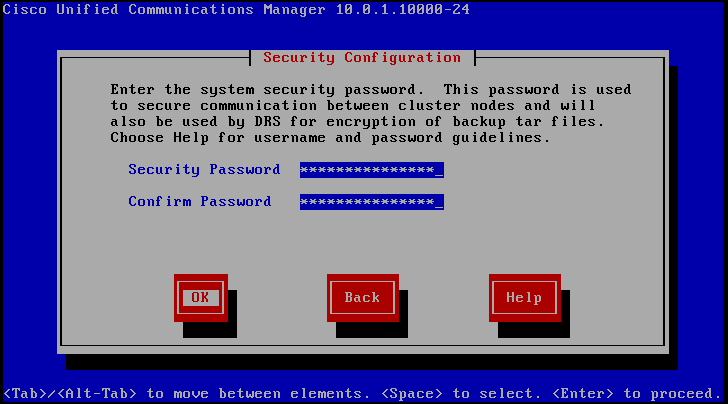 Cisco Unified Communications Manager 10.0.1.10000-24
Security Configuration
Enter the system security password.  This password is used
to secure communication between cluster nodes and will
also be used by DRS for encryption of backup tar files.
Choose Help for username and password guidelines.
Security Password ***************_
Confirm Password ***************_
OK Back Help
<Tab>/<Alt-Tab> to move between elements. <Space> to select. <Enter> to proceed.